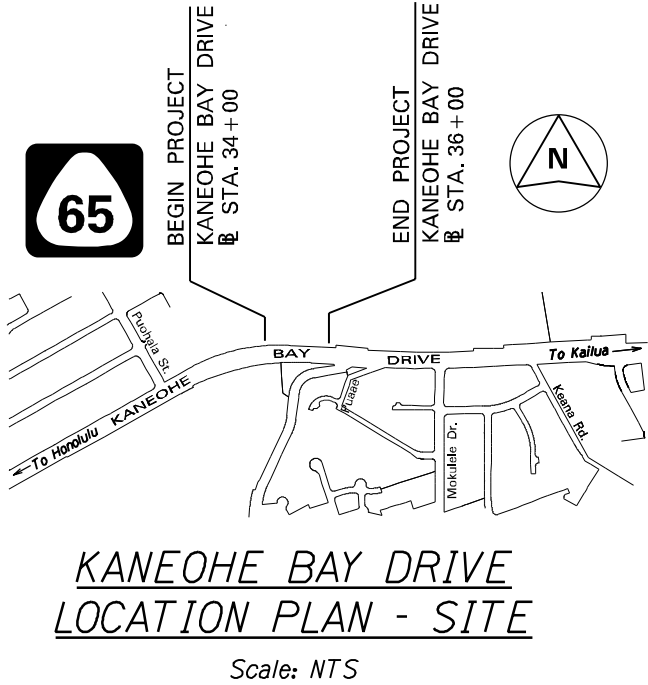 BEGIN PROJECT
KANEOHE BAY DRIVE
℄ STA. 34+00
END PROJECT
KANEOHE BAY DRIVE
℄ STA. 36+00
65
N
Puohala St.
BAY
DRIVE
To Kailua
KANEOHE
To Honolulu
Keana Rd.
Mokulele Dr.
KANEOHE BAY DRIVE
LOCATION PLAN - SITE
Scale: NTS